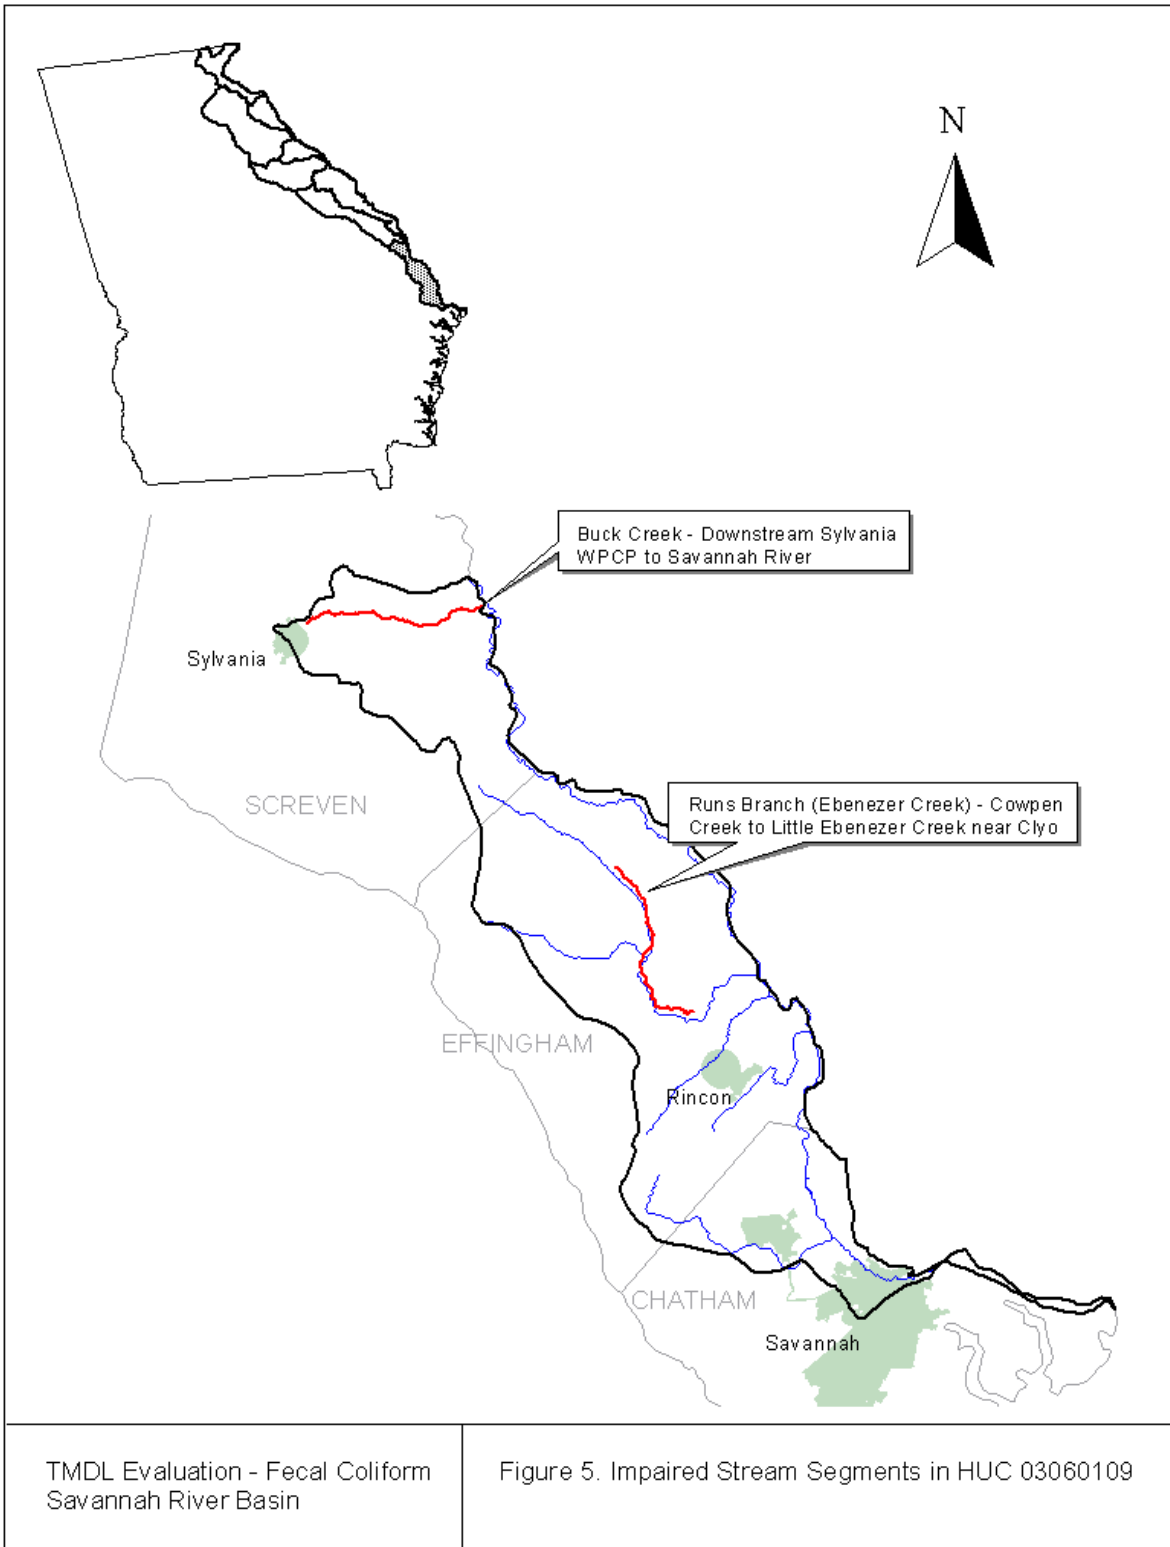 N
Buck Creek - Downstream Sylvania
WPCP to Savannah River
Sylvania
SCREVEN
Runs Branch (Ebenezer Creek) - Cowpen
Creek to Little Ebenezer Creek near Clyo
EFFINGHAM
Rincon
CHATHAM
Savannah
TMDL Evaluation - Fecal Coliform
Savannah River Basin
Figure 5. Impaired Stream Segments in HUC 03060109